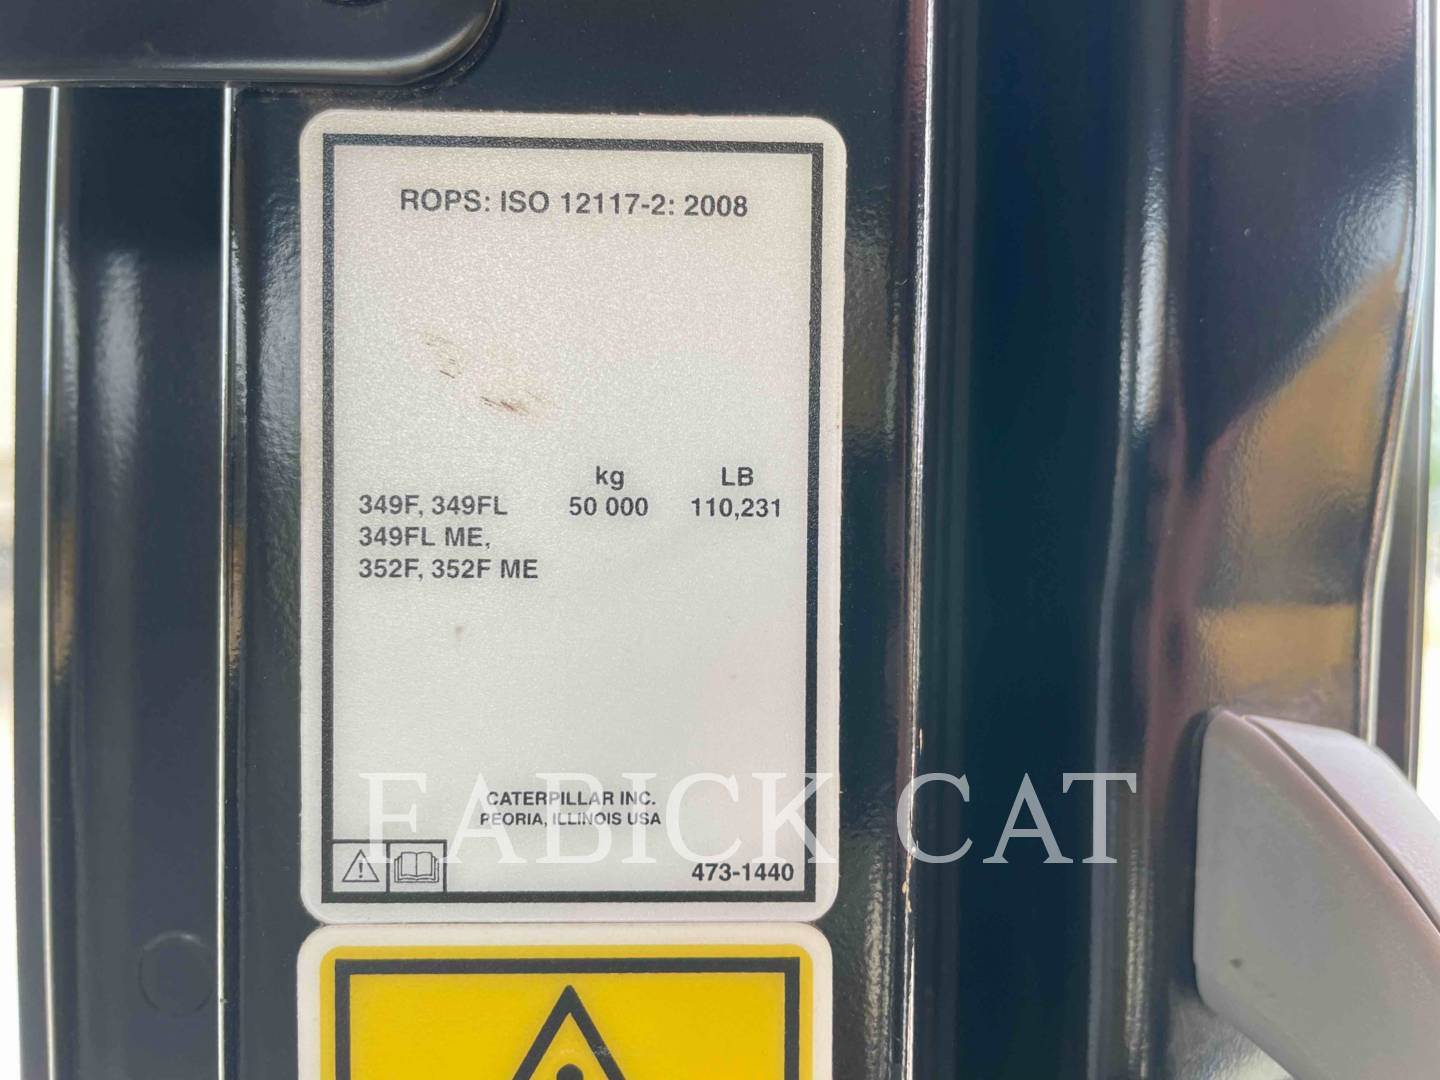 ROPS: ISO 12117-2: 2008
kg LB
349F, 349FL 50 000 110,231
349FL ME,
352F, 352F ME
CATERPILLAR INC.
PEORIA, ILLINOIS USA
FABICK CAT
473-1440